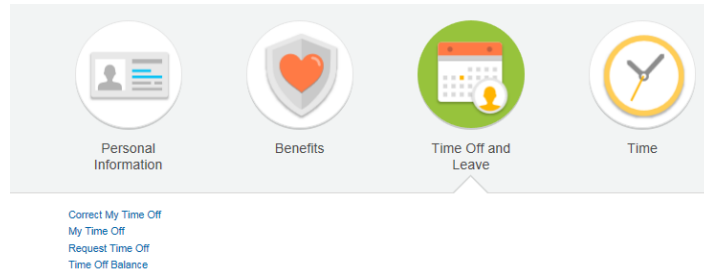 Personal
Information
Benefits
Time Off and
Leave
Time
Correct My Time Off
My Time Off
Request Time Off
Time Off Balance